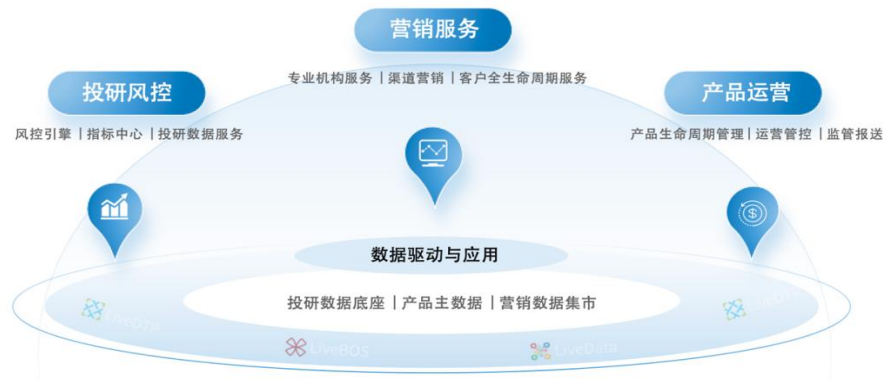 营销服务
专业机构服务 | 渠道营销 | 客户全生命周期服务
投研风控
风控引擎 | 指标中心 | 投研数据服务
产品运营
产品生命周期管理 | 运营管控 | 监管报送
数据驱动与应用
投研数据底座 | 产品主数据 | 营销数据集市
LiveDTP
LiveBOS
LiveData